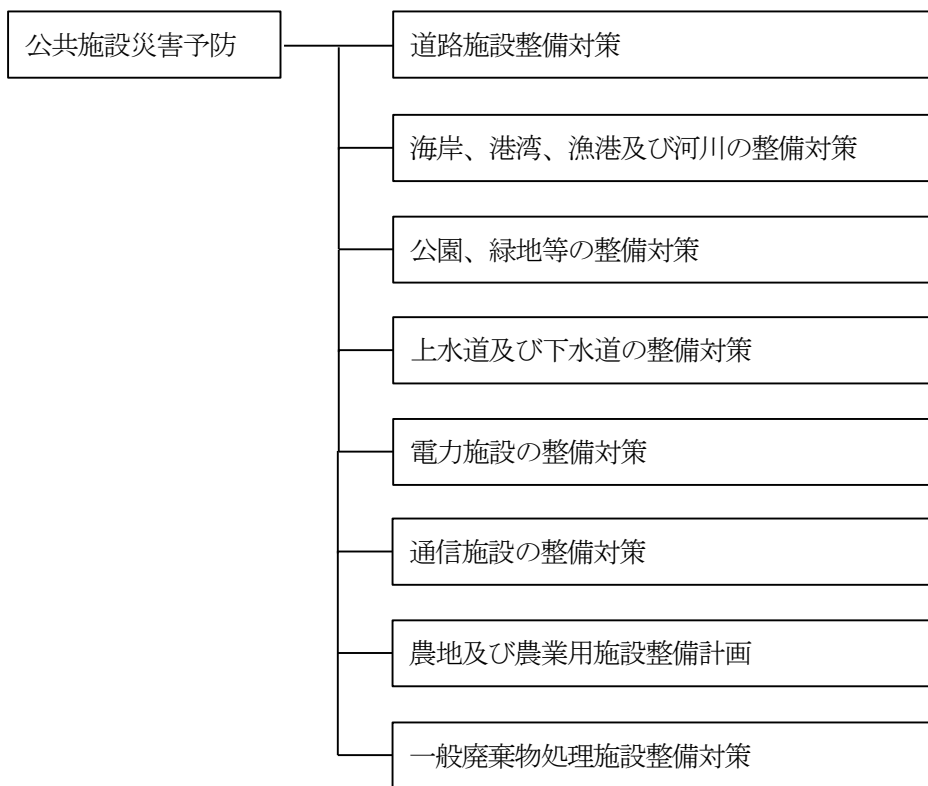 公共施設災害予防
道路施設整備対策
海岸、港湾、漁港及び河川の整備対策
公園、緑地等の整備対策
上水道及び下水道の整備対策
電力施設の整備対策
通信施設の整備対策
農地及び農業用施設整備計画
一般廃棄物処理施設整備対策